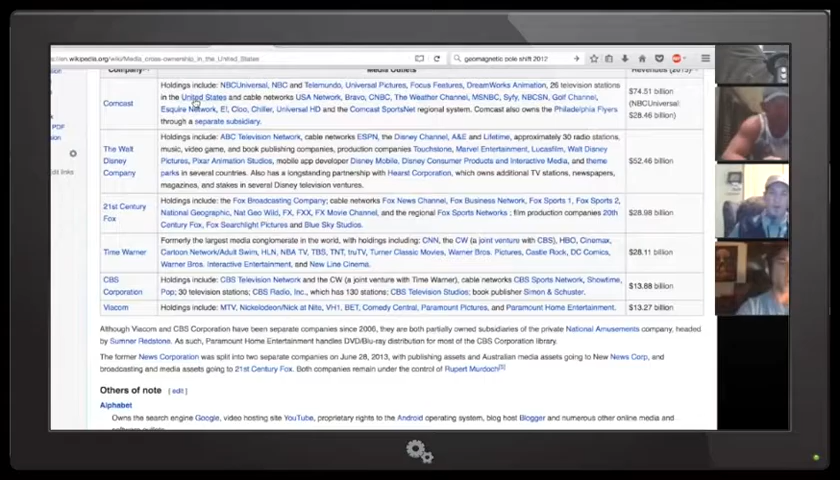 en.wikipedia.org/wiki/Media_cross-ownership_in_the_United_States
geomagnetic pole shift 2012
Company
Media Outlets
Revenues (2015)
Holdings include: NBCUniversal, NBC and Telemundo, Universal Pictures, Focus Features, DreamWorks Animation, 26 television stations
in the United States and cable networks USA Network, Bravo, CNBC, The Weather Channel, MSNBC, Syfy, NBCSN, Golf Channel,
Esquire Network, E!, Cloo, Chiller, Universal HD and the Comcast SportsNet regional system. Comcast also owns the Philadelphia Flyers
through a separate subsidiary.
Comcast
$74.51 billion
(NBCUniversal:
$28.46 billion)
PDF
dit links
The Walt
Disney
Company
Holdings include: ABC Television Network, cable networks ESPN, the Disney Channel, A&E and Lifetime, approximately 30 radio stations,
music, video game, and book publishing companies, production companies Touchstone, Marvel Entertainment, Lucasfilm, Walt Disney
Pictures, Pixar Animation Studios, mobile app developer Disney Mobile, Disney Consumer Products and Interactive Media, and theme
parks in several countries. Also has a longstanding partnership with Hearst Corporation, which owns additional TV stations, newspapers,
magazines, and stakes in several Disney television ventures.
$52.46 billion
21st Century
Fox
Holdings include: the Fox Broadcasting Company; cable networks Fox News Channel, Fox Business Network, Fox Sports 1, Fox Sports 2,
National Geographic, Nat Geo Wild, FX, FXX, FX Movie Channel, and the regional Fox Sports Networks; film production companies 20th
Century Fox, Fox Searchlight Pictures and Blue Sky Studios.
$28.98 billion
Time Warner
Formerly the largest media conglomerate in the world, with holdings including: CNN, the CW (a joint venture with CBS), HBO, Cinemax,
Cartoon Network/Adult Swim, HLN, NBA TV, TBS, TNT, truTV, Turner Classic Movies, Warner Bros. Pictures, Castle Rock, DC Comics,
Warner Bros. Interactive Entertainment, and New Line Cinema.
$28.11 billion
CBS
Corporation
Holdings include: CBS Television Network and the CW (a joint venture with Time Warner), cable networks CBS Sports Network, Showtime,
Pop; 30 television stations; CBS Radio, Inc., which has 130 stations; CBS Television Studios; book publisher Simon & Schuster.
$13.88 billion
Viacom
Holdings include: MTV, Nickelodeon/Nick at Nite, VH1, BET, Comedy Central, Paramount Pictures, and Paramount Home Entertainment.
$13.27 billion
Although Viacom and CBS Corporation have been separate companies since 2006, they are both partially owned subsidiaries of the private National Amusements company, headed
by Sumner Redstone. As such, Paramount Home Entertainment handles DVD/Blu-ray distribution for most of the CBS Corporation library.
The former News Corporation was split into two separate companies on June 28, 2013, with publishing assets and Australian media assets going to New News Corp, and
broadcasting and media assets going to 21st Century Fox. Both companies remain under the control of Rupert Murdoch[5]
Others of note [ edit ]
Alphabet
Owns the search engine Google, video hosting site YouTube, proprietary rights to the Android operating system, blog host Blogger and numerous other online media and
software outlets.